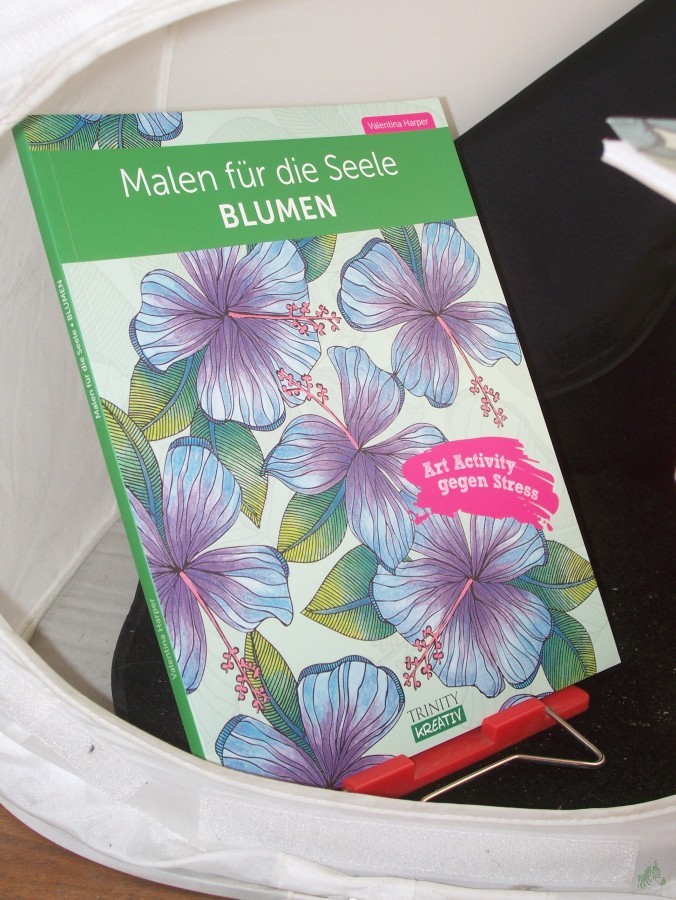 Valentina Harper
Malen für die Seele
BLUMEN
Malen für die Seele • BLUMEN
Art Activity
gegen Stress
Valentina Harper
TRINITY
KREATIV